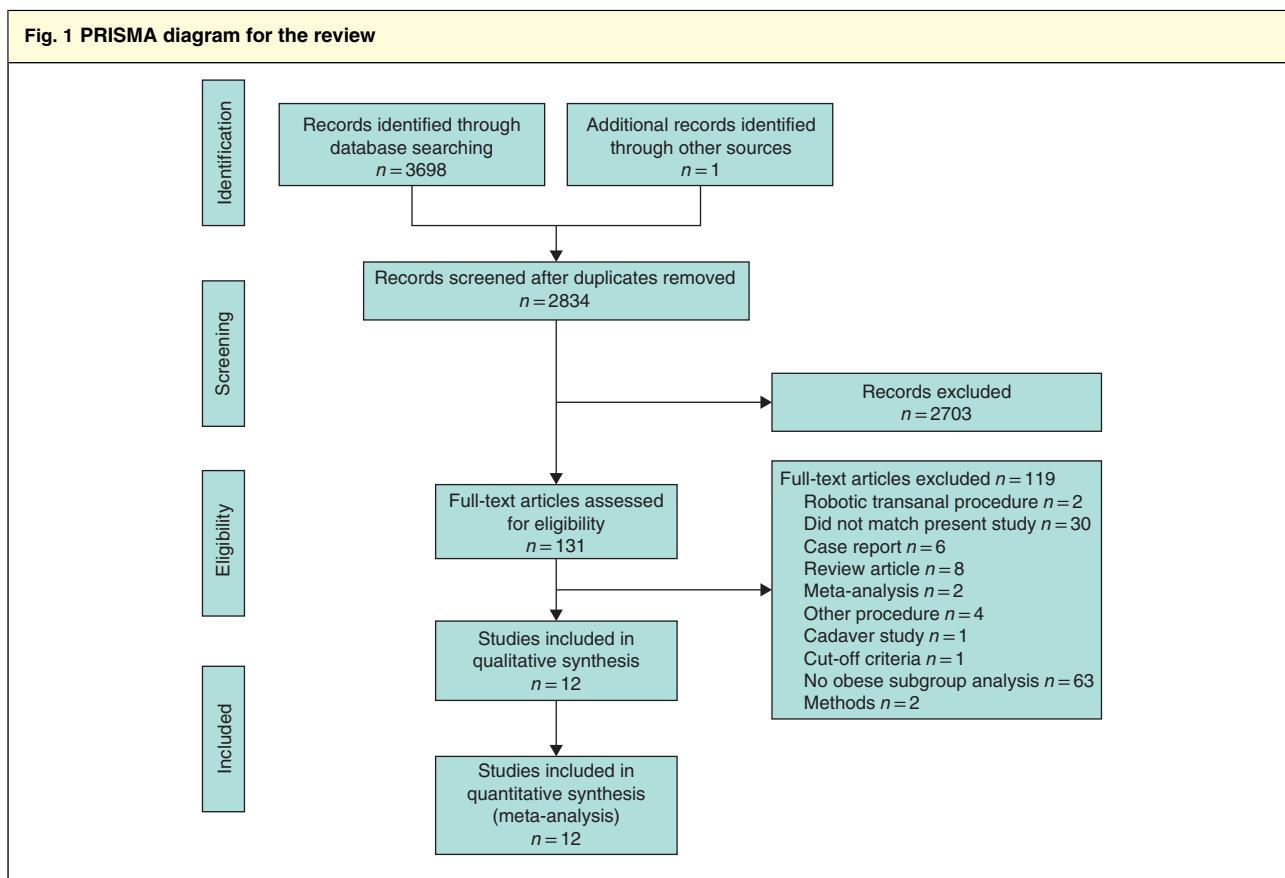 Fig. 1 PRISMA diagram for the review
Identification
Records identified through
database searching
n = 3698
Additional records identified
through other sources
n = 1
Screening
Records screened after duplicates removed
n = 2834
Records excluded
n = 2703
Eligibility
Full-text articles assessed
for eligibility
n = 131
Full-text articles excluded n = 119
Robotic transanal procedure n = 2
Did not match present study n = 30
Case report n = 6
Review article n = 8
Meta-analysis n = 2
Other procedure n = 4
Cadaver study n = 1
Cut-off criteria n = 1
No obese subgroup analysis n = 63
Methods n = 2
Studies included in
qualitative synthesis
n = 12
Included
Studies included in
quantitative synthesis
(meta-analysis)
n = 12